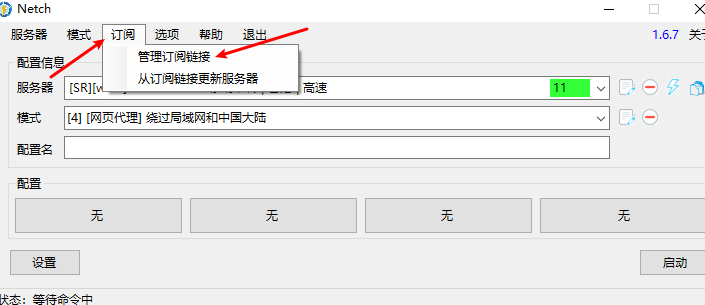 Netch
服务器 模式 订阅 选项 帮助 退出 1.6.7
管理订阅链接
从订阅链接更新服务器
配置信息
服务器 [SR][w 高速 11
模式 [4] [网页代理] 绕过局域网和中国大陆
配置名
配置
无 无 无 无
设置 启动
状态：等待命令中